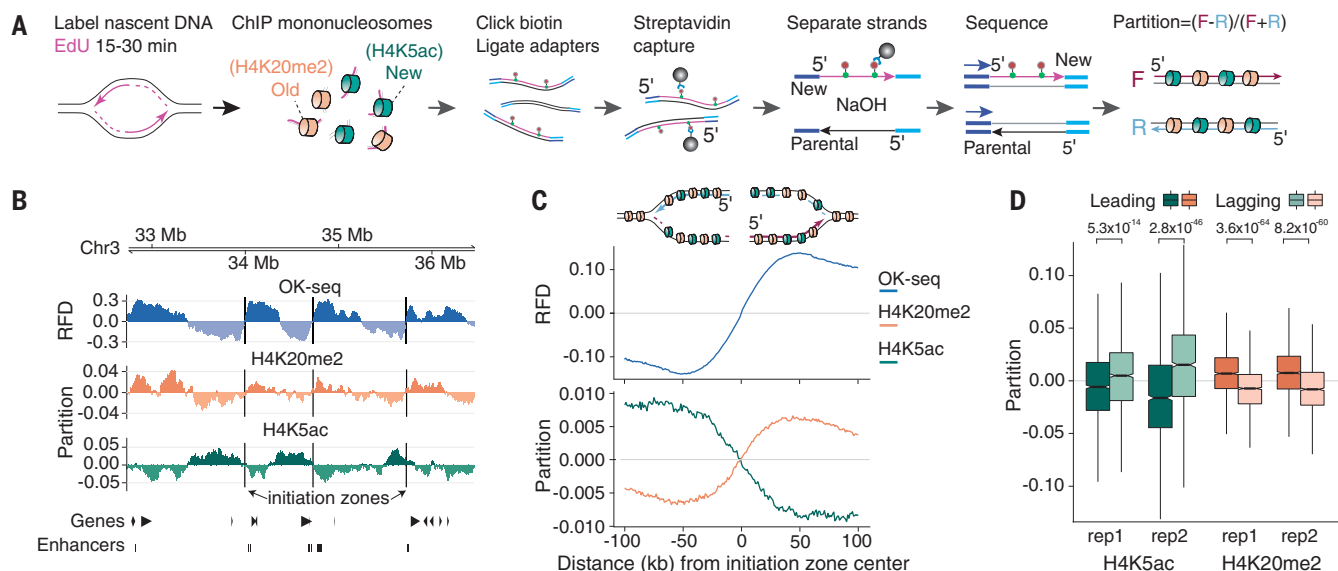 A
Label nascent DNA
EdU 15-30 min
ChIP mononucleosomes
(H4K20me2)
Old
(H4K5ac)
New
Click biotin
Ligate adapters
Streptavidin
capture
5'
5'
Separate strands
5'
New
NaOH
Parental
5'
Sequence
5'
New
Parental
5'
Partition=(F-R)/(F+R)
5'
F
R
5'
B
Chr3
33 Mb
35 Mb
34 Mb
36 Mb
OK-seq
RFD
0.3
0.0
-0.3
H4K20me2
Partition
0.04
0.00
-0.04
H4K5ac
0.05
0.00
-0.05
initiation zones
Genes
Enhancers
C
5'
5'
RFD
0.10
0.00
-0.10
OK-seq
H4K20me2
H4K5ac
Partition
0.010
0.005
0.000
-0.005
-0.010
-100
-50
0
50
100
Distance (kb) from initiation zone center
D
Leading
Lagging
5.3x10-14
2.8x10-46
3.6x10-64
8.2x10-60
Partition
0.10
0.05
0.00
-0.05
-0.10
rep1
rep2
rep1
rep2
H4K5ac
H4K20me2